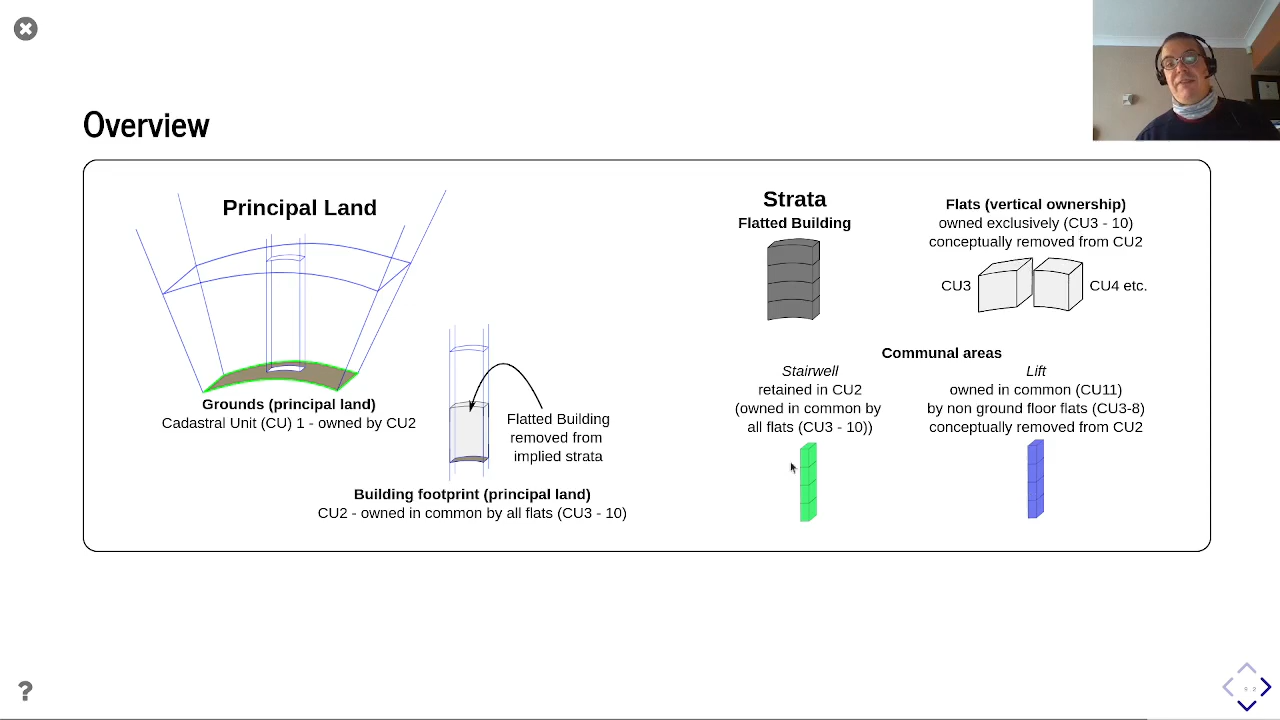 Overview
Principal Land
Grounds (principal land)
Cadastral Unit (CU) 1 - owned by CU2
Flatted Building
removed from
implied strata
Building footprint (principal land)
CU2 - owned in common by all flats (CU3 - 10)
Strata
Flatted Building
Flats (vertical ownership)
owned exclusively (CU3 - 10)
conceptually removed from CU2
CU3
CU4 etc.
Communal areas
Stairwell
retained in CU2
(owned in common by
all flats (CU3 - 10))
Lift
owned in common (CU11)
by non ground floor flats (CU3-8)
conceptually removed from CU2
?